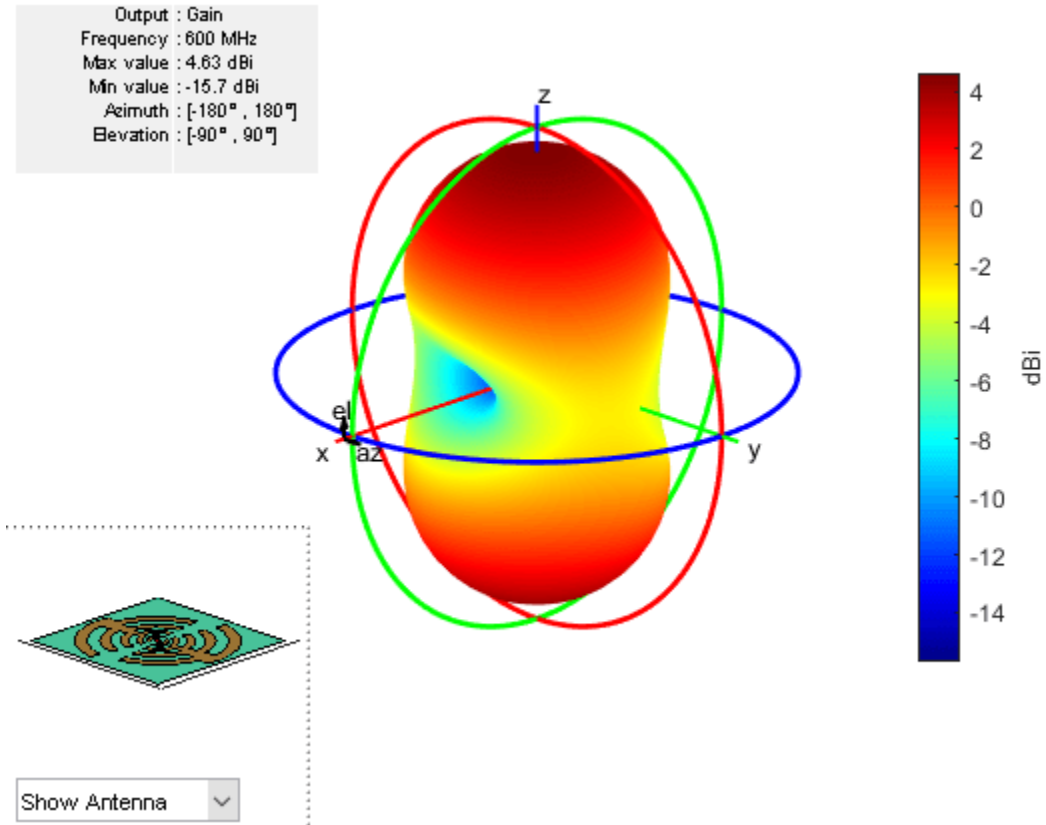 Output : Gain
Frequency : 600 MHz
Max value : 4.63 dBi
Min value : -15.7 dBi
Azimuth : [-180° , 180°]
Elevation : [-90° , 90°]
z
el
x
az
y
4
2
0
-2
-4
-6
-8
-10
-12
-14
dBi
Show Antenna